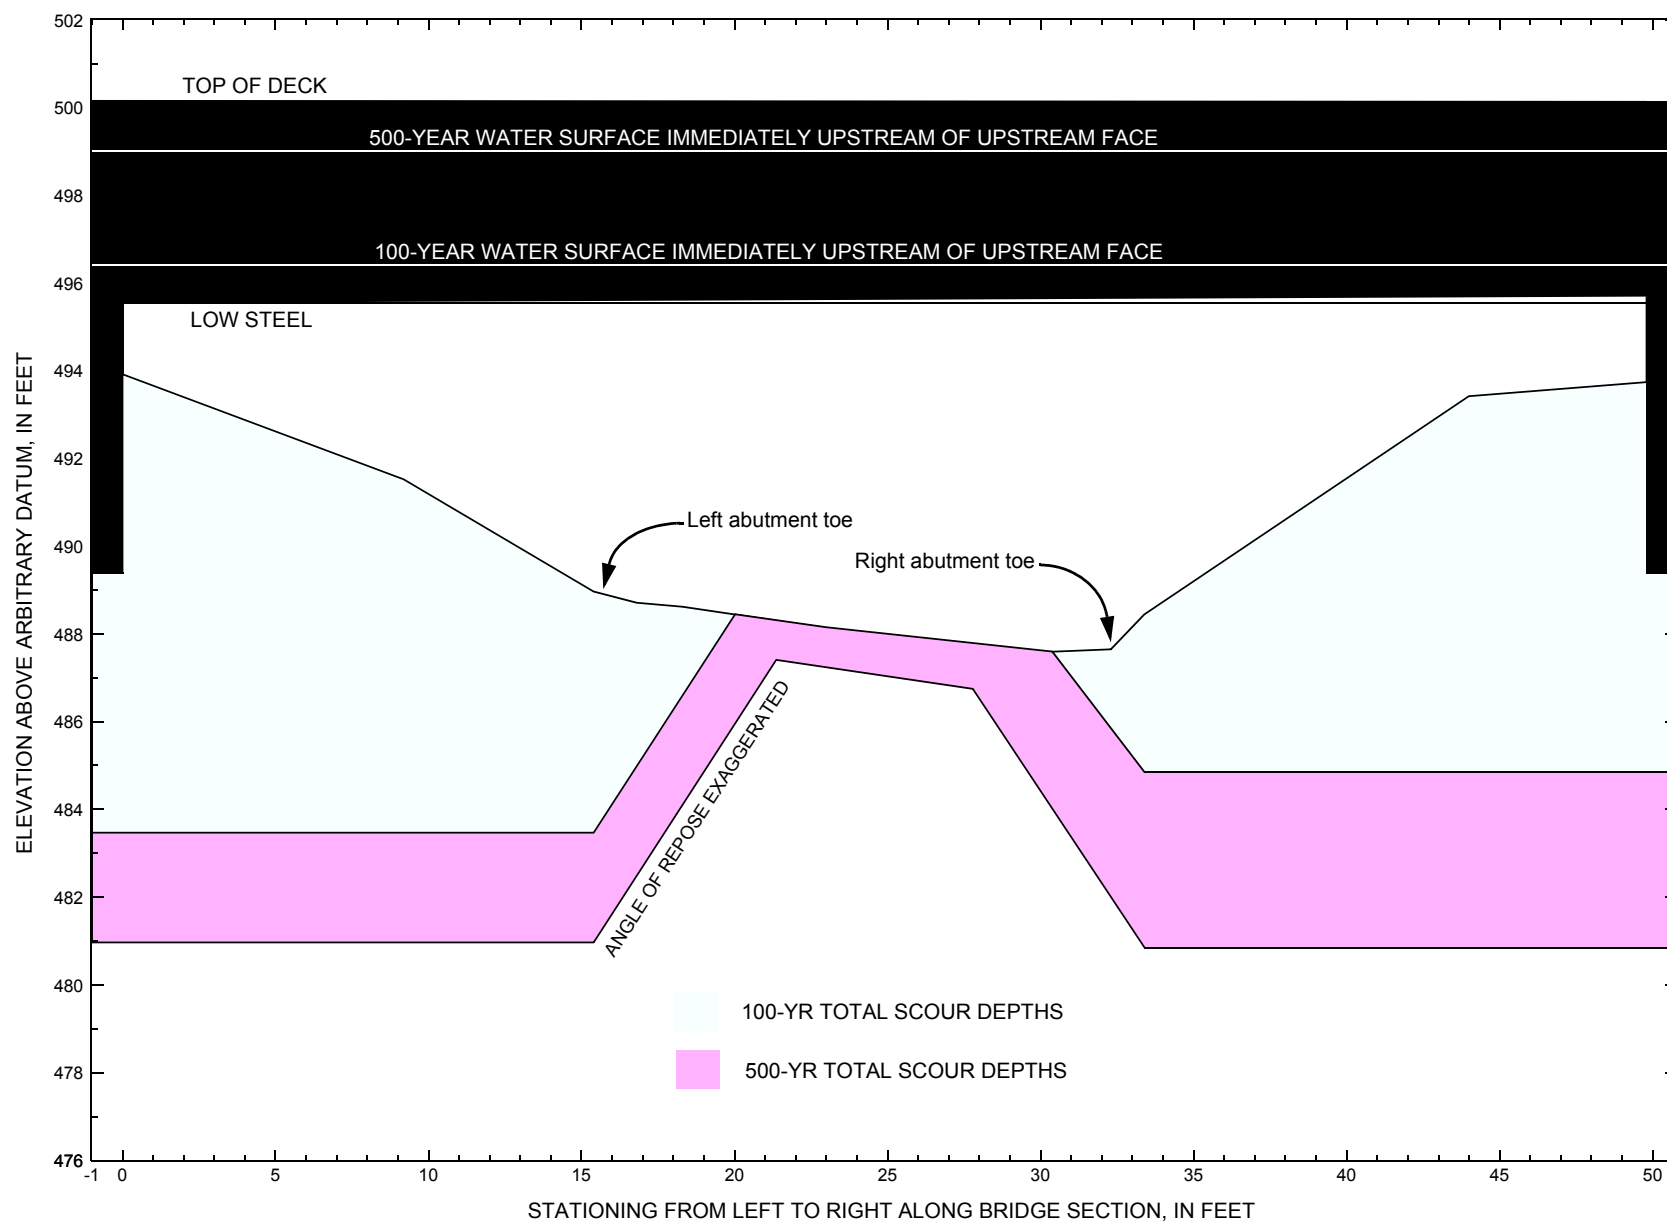 502
TOP OF DECK
500
500-YEAR WATER SURFACE IMMEDIATELY UPSTREAM OF UPSTREAM FACE
498
100-YEAR WATER SURFACE IMMEDIATELY UPSTREAM OF UPSTREAM FACE
496
LOW STEEL
494
492
490
488
486
484
482
480
478
476
ELEVATION ABOVE ARBITRARY DATUM, IN FEET
Left abutment toe
Right abutment toe
ANGLE OF REPOSE EXAGGERATED
100-YR TOTAL SCOUR DEPTHS
500-YR TOTAL SCOUR DEPTHS
-1 0 5 10 15 20 25 30 35 40 45 50
STATIONING FROM LEFT TO RIGHT ALONG BRIDGE SECTION, IN FEET